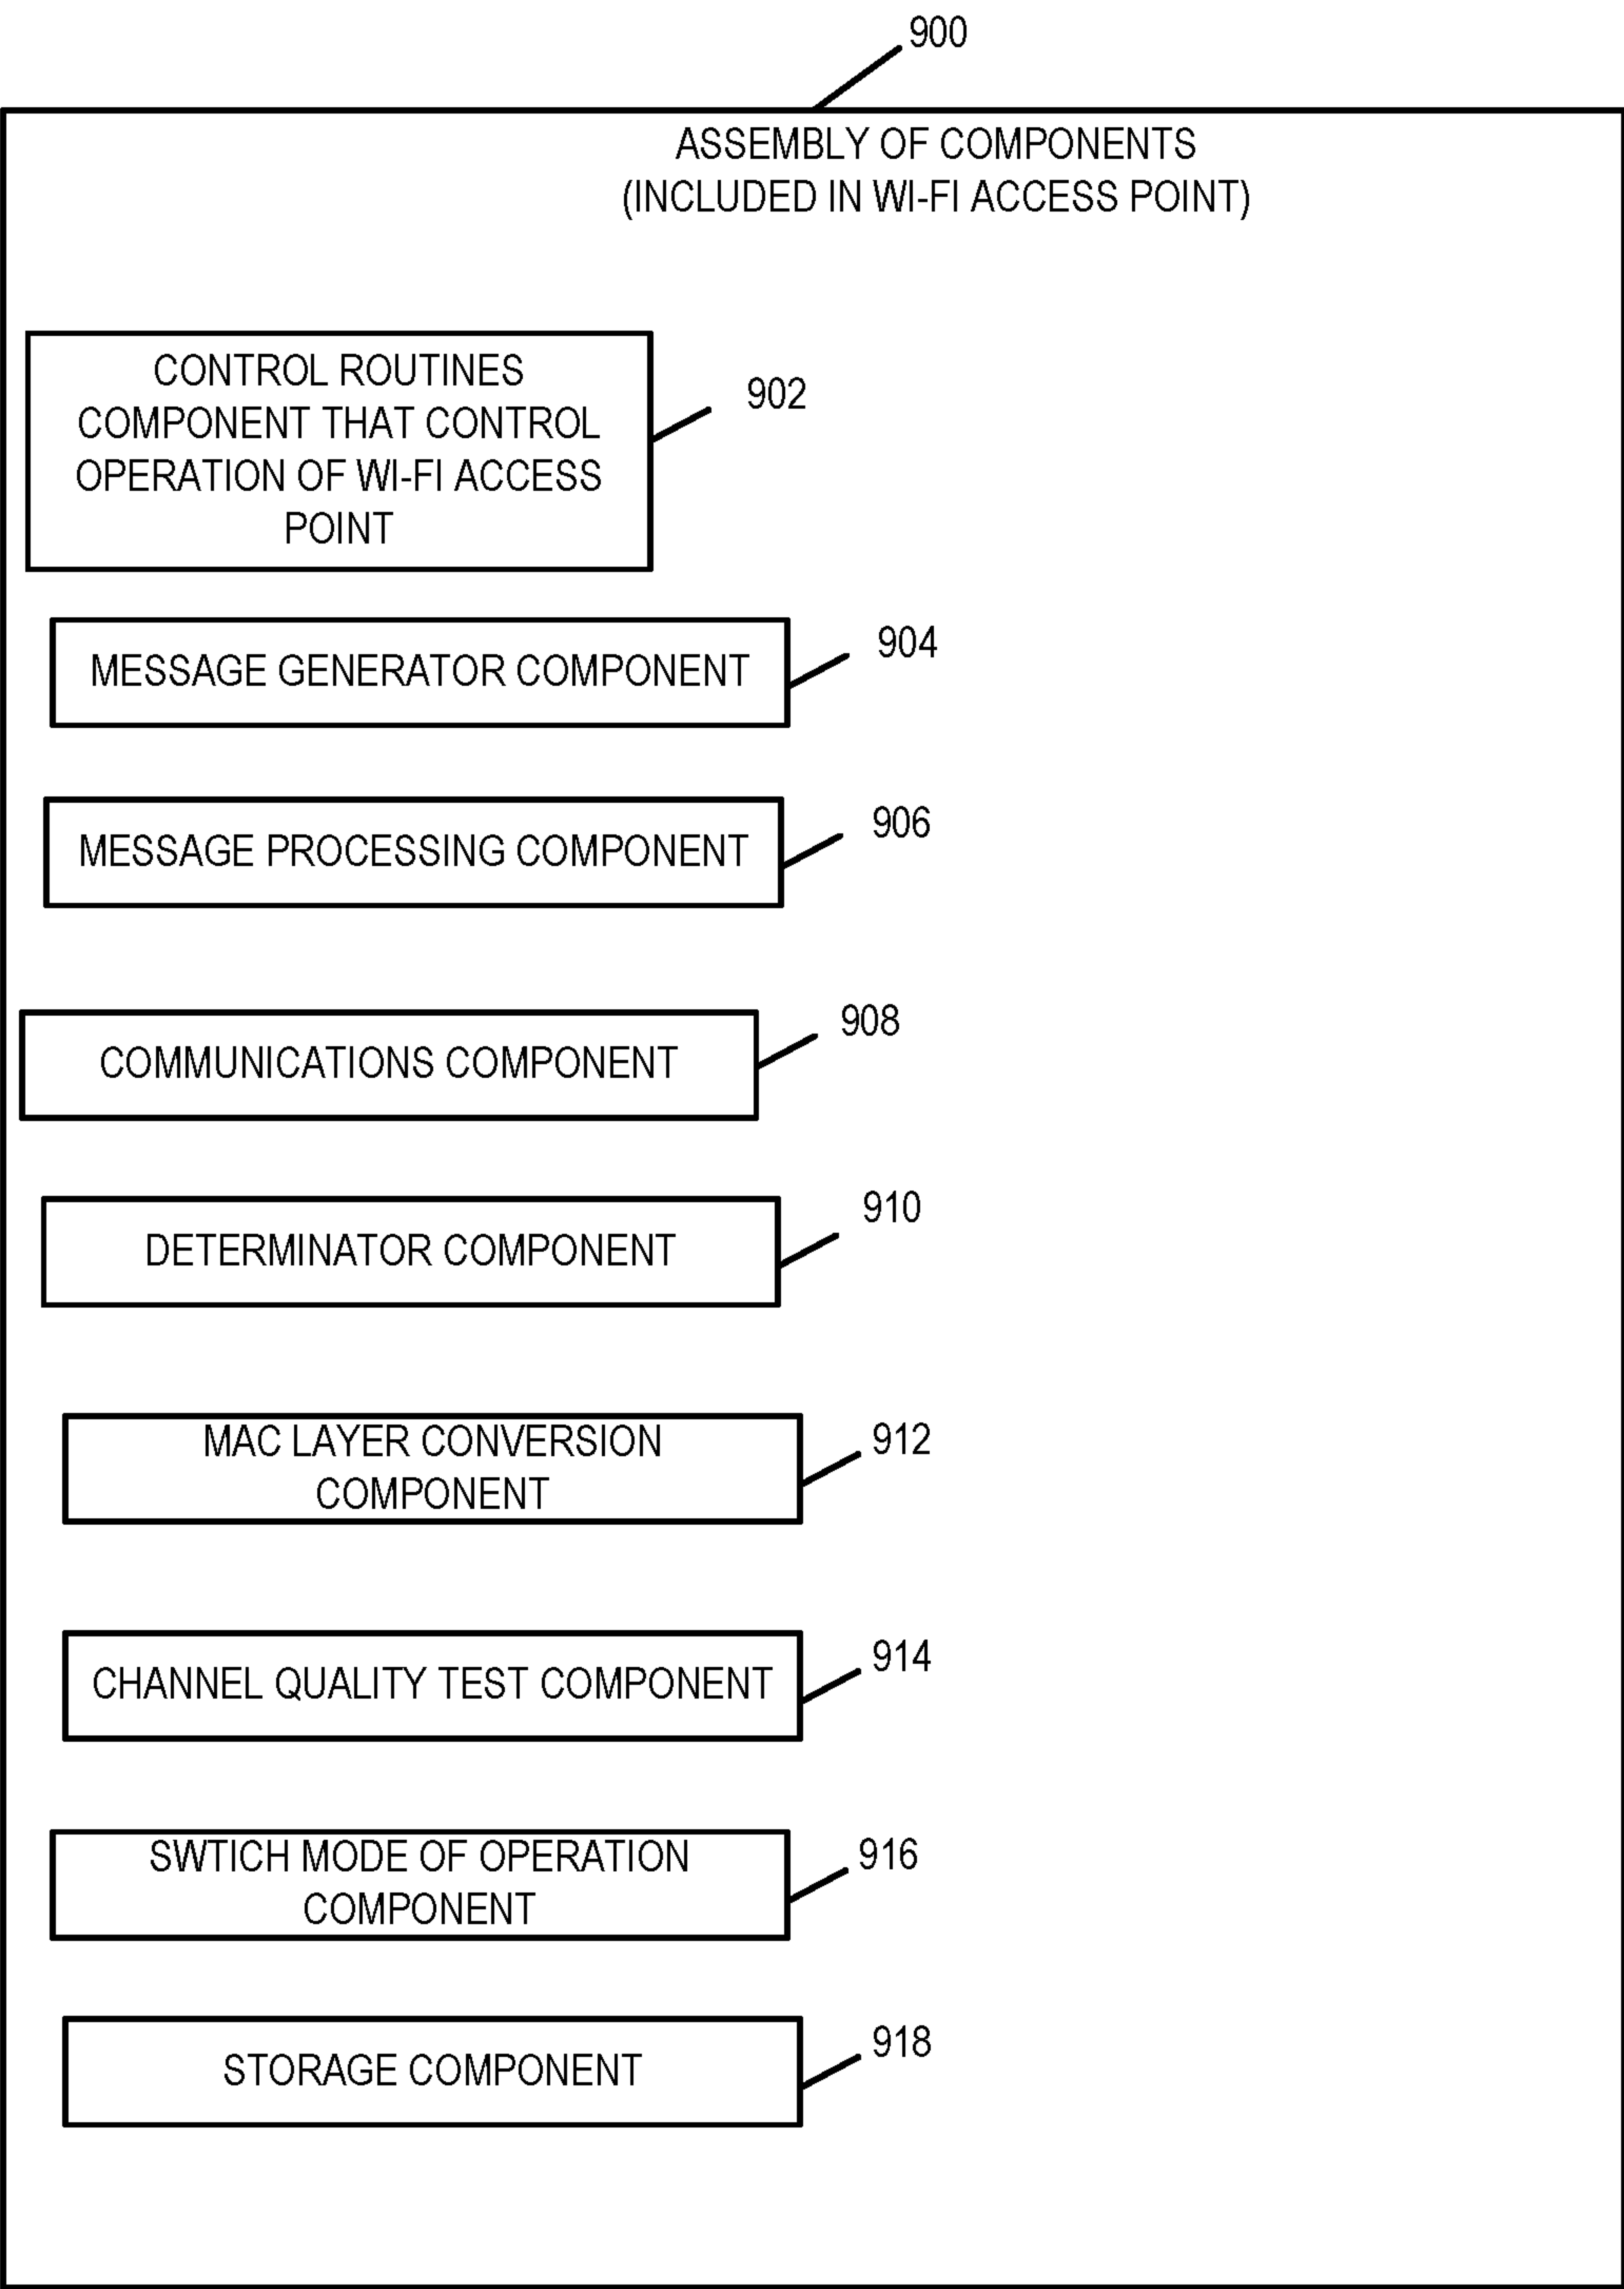 900
ASSEMBLY OF COMPONENTS
(INCLUDED IN WI-FI ACCESS POINT)
CONTROL ROUTINES
COMPONENT THAT CONTROL
OPERATION OF WI-FI ACCESS
POINT
902
MESSAGE GENERATOR COMPONENT
904
MESSAGE PROCESSING COMPONENT
906
COMMUNICATIONS COMPONENT
908
DETERMINATOR COMPONENT
910
MAC LAYER CONVERSION
COMPONENT
912
CHANNEL QUALITY TEST COMPONENT
914
SWTICH MODE OF OPERATION
COMPONENT
916
STORAGE COMPONENT
918